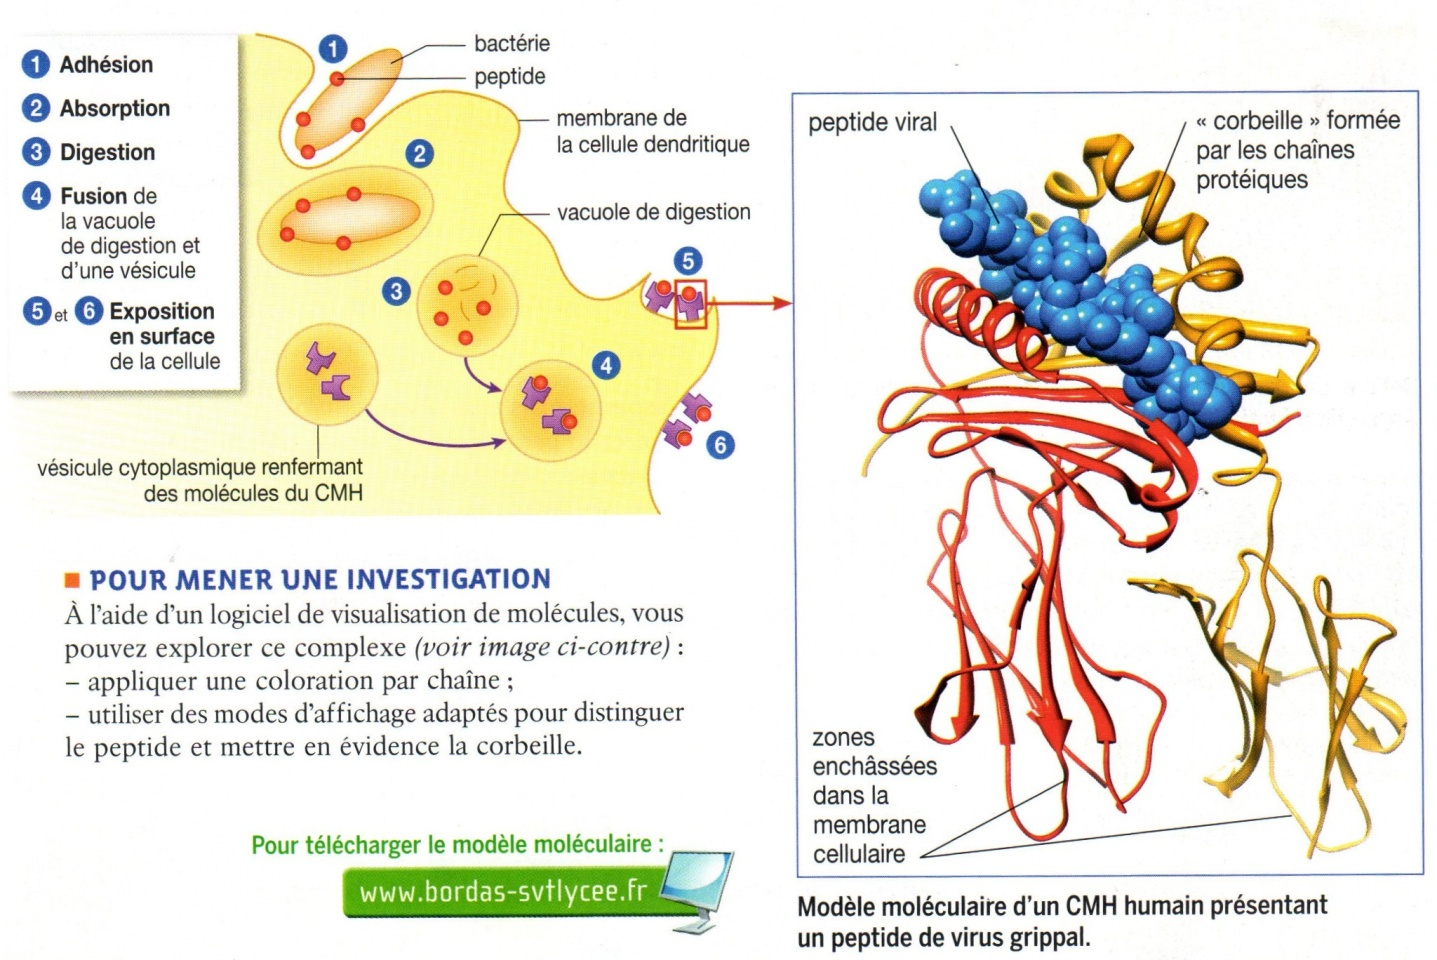 1 Adhésion
2 Absorption
3 Digestion
4 Fusion de
la vacuole
de digestion et
d'une vésicule
5 et 6 Exposition
en surface
de la cellule
1
bactérie
peptide
membrane de
la cellule dendritique
2
vacuole de digestion
3
5
4
6
vésicule cytoplasmique renfermant
des molécules du CMH
peptide viral
« corbeille » formée
par les chaînes
protéiques
zones
enchâssées
dans la
membrane
cellulaire
Modèle moléculaire d'un CMH humain présentant
un peptide de virus grippal.
POUR MENER UNE INVESTIGATION
À l'aide d'un logiciel de visualisation de molécules, vous
pouvez explorer ce complexe (voir image ci-contre) :
– appliquer une coloration par chaîne ;
– utiliser des modes d'affichage adaptés pour distinguer
le peptide et mettre en évidence la corbeille.
Pour télécharger le modèle moléculaire :
www.bordas-svtlycee.fr